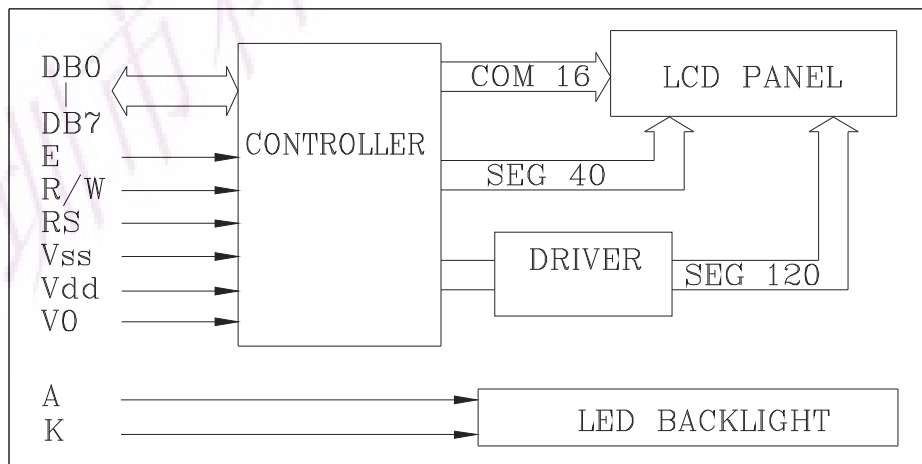 DB0
|
DB7
E
R/W
RS
Vss
Vdd
V0
A
K
CONTROLLER
COM 16
SEG 40
DRIVER
SEG 120
LCD PANEL
LED BACKLIGHT